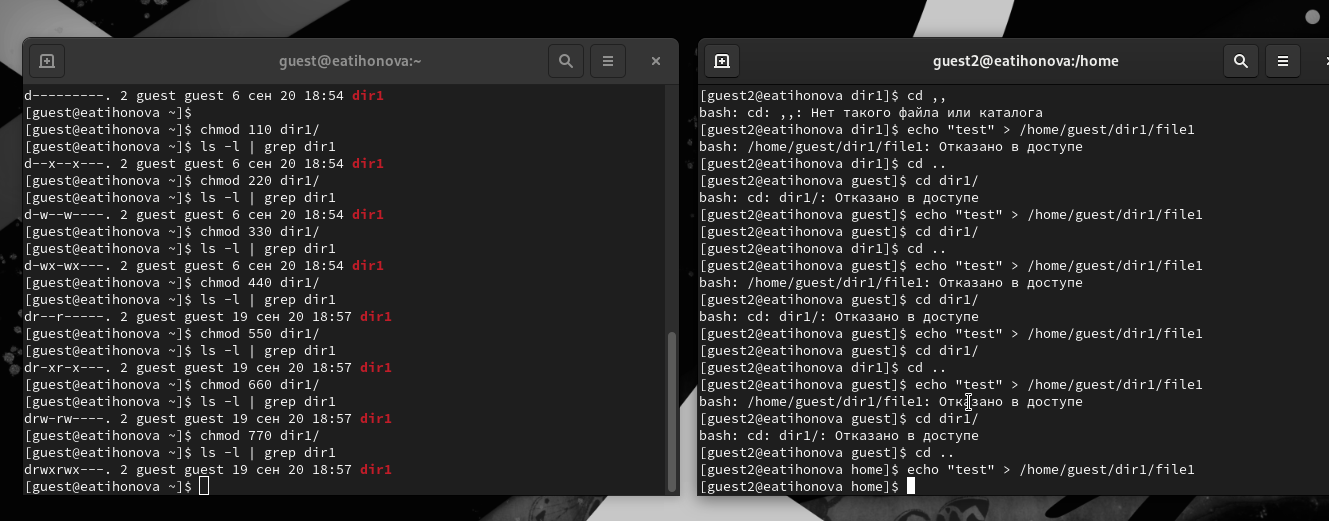 guest@eatihonova:~
d---------. 2 guest guest 6 сен 20 18:54 dir1
[guest@eatihonova ~]$
[guest@eatihonova ~]$ chmod 110 dir1/
[guest@eatihonova ~]$ ls -l | grep dir1
d--x--x---. 2 guest guest 6 сен 20 18:54 dir1
[guest@eatihonova ~]$ chmod 220 dir1/
[guest@eatihonova ~]$ ls -l | grep dir1
d-w--w----. 2 guest guest 6 сен 20 18:54 dir1
[guest@eatihonova ~]$ chmod 330 dir1/
[guest@eatihonova ~]$ ls -l | grep dir1
d-wx-wx---. 2 guest guest 6 сен 20 18:54 dir1
[guest@eatihonova ~]$ chmod 440 dir1/
[guest@eatihonova ~]$ ls -l | grep dir1
dr--r-----. 2 guest guest 19 сен 20 18:57 dir1
[guest@eatihonova ~]$ chmod 550 dir1/
[guest@eatihonova ~]$ ls -l | grep dir1
dr-xr-x---. 2 guest guest 19 сен 20 18:57 dir1
[guest@eatihonova ~]$ chmod 660 dir1/
[guest@eatihonova ~]$ ls -l | grep dir1
drw-rw----. 2 guest guest 19 сен 20 18:57 dir1
[guest@eatihonova ~]$ chmod 770 dir1/
[guest@eatihonova ~]$ ls -l | grep dir1
drwxrwx---. 2 guest guest 19 сен 20 18:57 dir1
[guest@eatihonova ~]$
guest2@eatihonova:/home
[guest2@eatihonova dir1]$ cd ,,
bash: cd: ,,: Нет такого файла или каталога
[guest2@eatihonova dir1]$ echo "test" > /home/guest/dir1/file1
bash: /home/guest/dir1/file1: Отказано в доступе
[guest2@eatihonova dir1]$ cd ..
[guest2@eatihonova guest]$ cd dir1/
bash: cd: dir1/: Отказано в доступе
[guest2@eatihonova guest]$ echo "test" > /home/guest/dir1/file1
[guest2@eatihonova guest]$ cd dir1/
[guest2@eatihonova dir1]$ cd ..
[guest2@eatihonova guest]$ echo "test" > /home/guest/dir1/file1
bash: /home/guest/dir1/file1: Отказано в доступе
[guest2@eatihonova guest]$ cd dir1/
bash: cd: dir1/: Отказано в доступе
[guest2@eatihonova guest]$ echo "test" > /home/guest/dir1/file1
[guest2@eatihonova guest]$ cd dir1/
[guest2@eatihonova dir1]$ cd ..
[guest2@eatihonova guest]$ echo "test" > /home/guest/dir1/file1
bash: /home/guest/dir1/file1: Отказано в доступе
[guest2@eatihonova guest]$ cd dir1/
bash: cd: dir1/: Отказано в доступе
[guest2@eatihonova guest]$ cd ..
[guest2@eatihonova home]$ echo "test" > /home/guest/dir1/file1
[guest2@eatihonova home]$